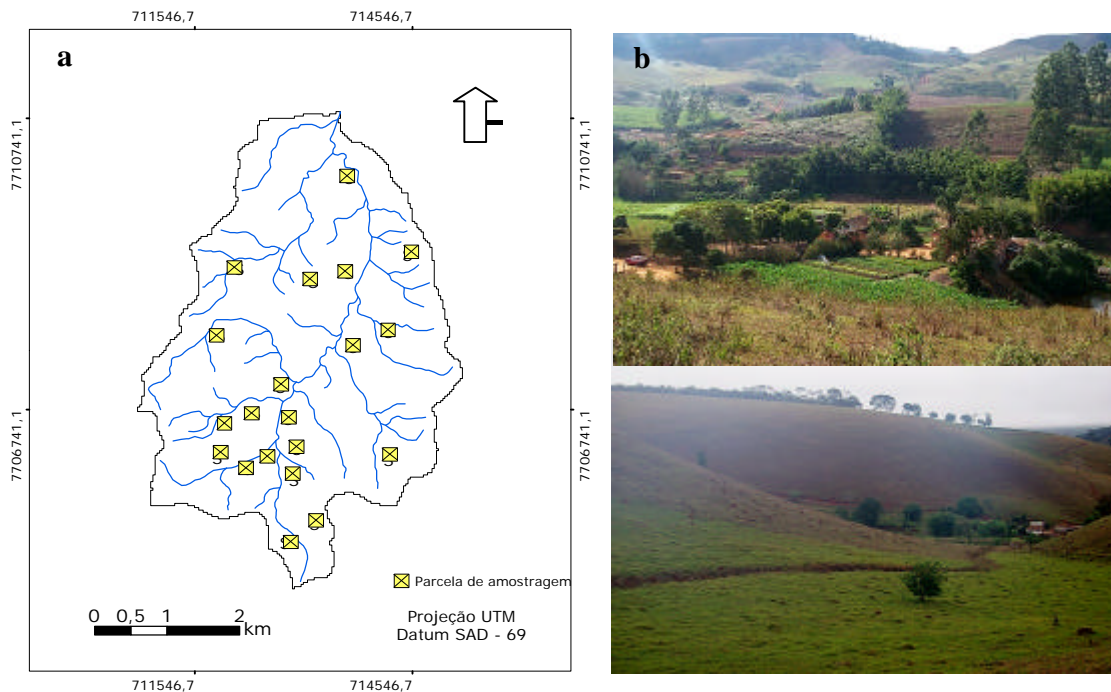 711546,7 714546,7
a
b
7710741,1 7710741,1
7706741,1 7706741,1
Parcela de amostragem
0 0,5 1 2
km
Projeção UTM
Datum SAD - 69
711546,7 714546,7